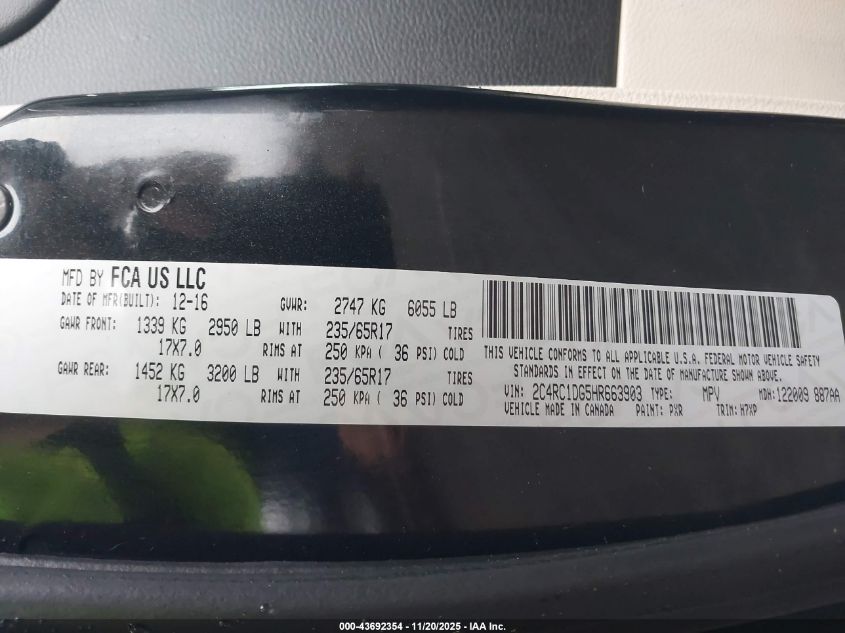 MFD BY FCA US LLC
DATE OF MFR(BUILT): 12-16 GVWR: 2747 KG 6055 LB
GAWR FRONT: 1339 KG 2950 LB WITH 235/65R17 TIRES
17X7.0 RIMS AT 250 KPA ( 36 PSI) COLD
GAWR REAR: 1452 KG 3200 LB WITH 235/65R17 TIRES
17X7.0 RIMS AT 250 KPA ( 36 PSI) COLD
THIS VEHICLE CONFORMS TO ALL APPLICABLE U.S.A. FEDERAL MOTOR VEHICLE SAFETY
STANDARDS IN EFFECT ON THE DATE OF MANUFACTURE SHOWN ABOVE.
VIN: 2C4RC1DG5HR663903 TYPE: MPV MDH: 122009 987AA
VEHICLE MADE IN CANADA PAINT: PXR TRIM: H7XP
000-43692354 | 11/20/2025 - IAA Inc.